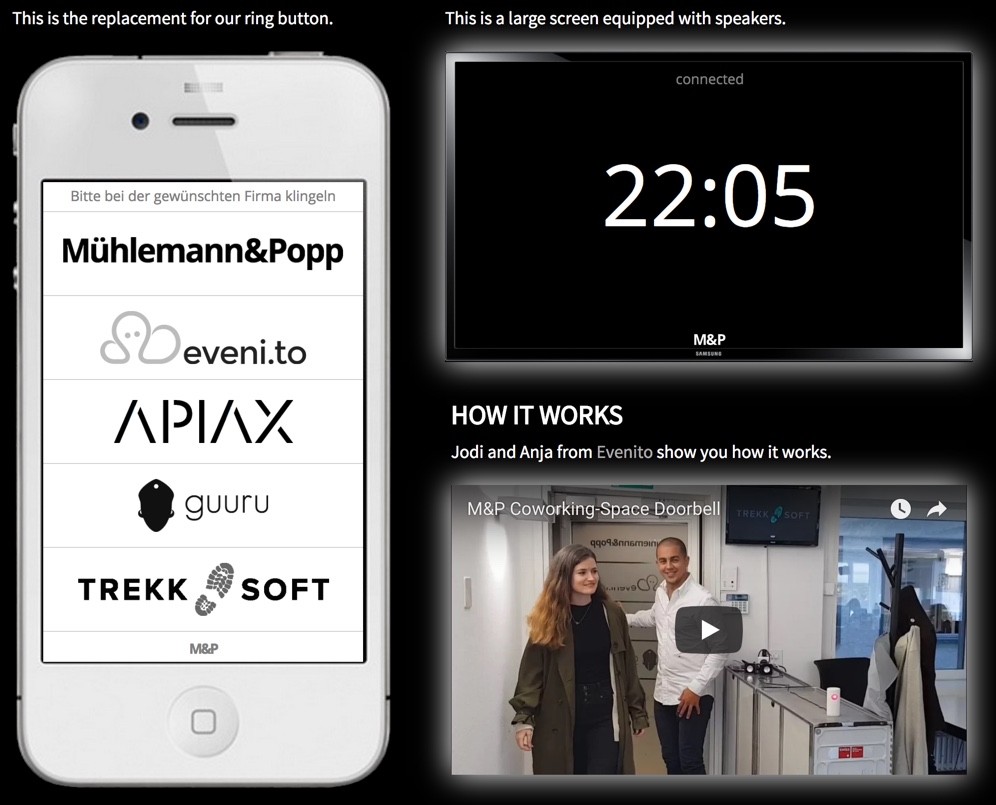 This is the replacement for our ring button.
Bitte bei der gewünschten Firma klingeln
Mühlemann&Popp
eveni.to
APIAX
guuru
TREKK SOFT
M&P
This is a large screen equipped with speakers.
connected
22:05
M&P
SAMSUNG
HOW IT WORKS
Jodi and Anja from Evenito show you how it works.
M&P Coworking-Space Doorbell
TREKK SOFT